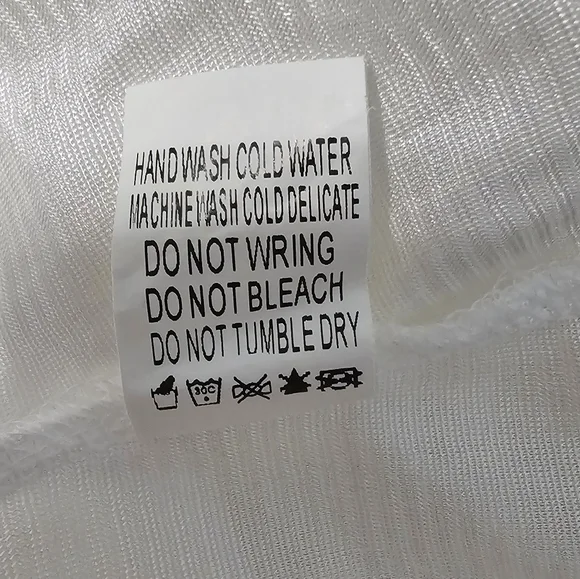 HAND WASH COLD WATER
MACHINE WASH COLD DELICATE
DO NOT WRING
DO NOT BLEACH
DO NOT TUMBLE DRY
30C